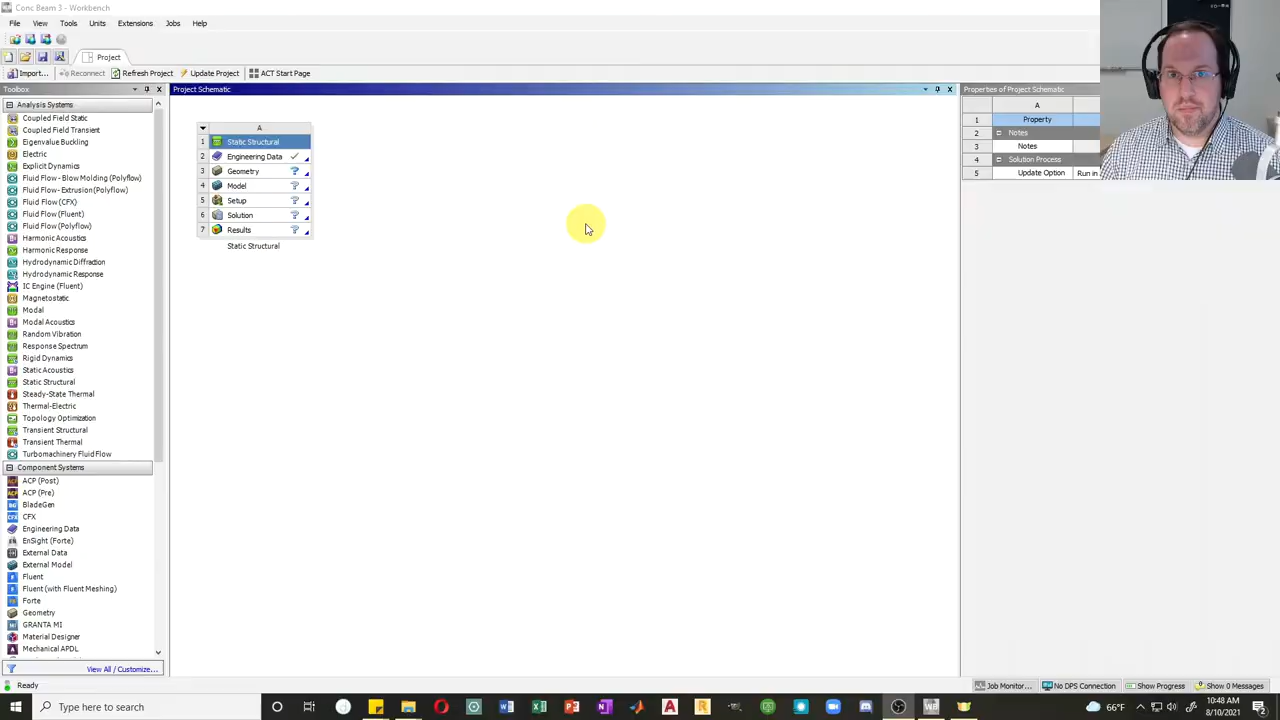 Conc Beam 3 - Workbench
File View Tools Units Extensions Jobs Help
Project
Import... Reconnect Refresh Project Update Project ACT Start Page
Toolbox
Analysis Systems
Coupled Field Static
Coupled Field Transient
Eigenvalue Buckling
Electric
Explicit Dynamics
Fluid Flow - Blow Molding (Polyflow)
Fluid Flow- Extrusion (Polyflow)
Fluid Flow (CFX)
Fluid Flow (Fluent)
Fluid Flow (Polyflow)
Harmonic Acoustics
Harmonic Response
Hydrodynamic Diffraction
Hydrodynamic Response
IC Engine (Fluent)
Magnetostatic
Modal
Modal Acoustics
Random Vibration
Response Spectrum
Rigid Dynamics
Static Acoustics
Static Structural
Steady-State Thermal
Thermal-Electric
Topology Optimization
Transient Structural
Transient Thermal
Turbomachinery Fluid Flow
Component Systems
ACP (Post)
ACP (Pre)
BladeGen
CFX
Engineering Data
EnSight (Forte)
External Data
External Model
Fluent
Fluent (with Fluent Meshing)
Forte
Geometry
GRANTA MI
Material Designer
Mechanical APDL
View All / Customize...
Project Schematic
A
1 Static Structural
2 Engineering Data
3 Geometry ?
4 Model ?
5 Setup ?
6 Solution ?
7 Results ?
Static Structural
Properties of Project Schematic
A
1 Property
2 Notes
3 Notes
4 Solution Process
5 Update Option Run in
Ready
Job Monitor... No DPS Connection Show Progress Show 0 Messages
Type here to search
66°F
10:48 AM
8/10/2021